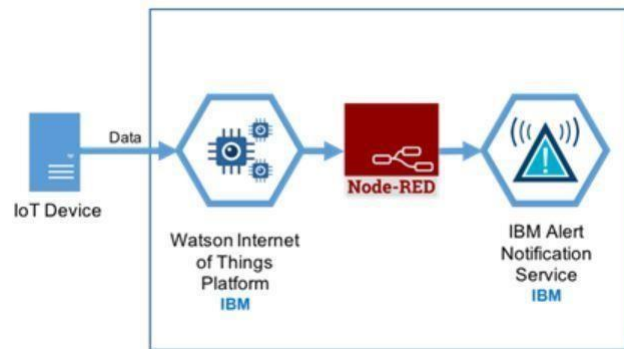 Data
IoT Device
Watson Internet
of Things
Platform
IBM
Node-RED
IBM Alert
Notification
Service
IBM